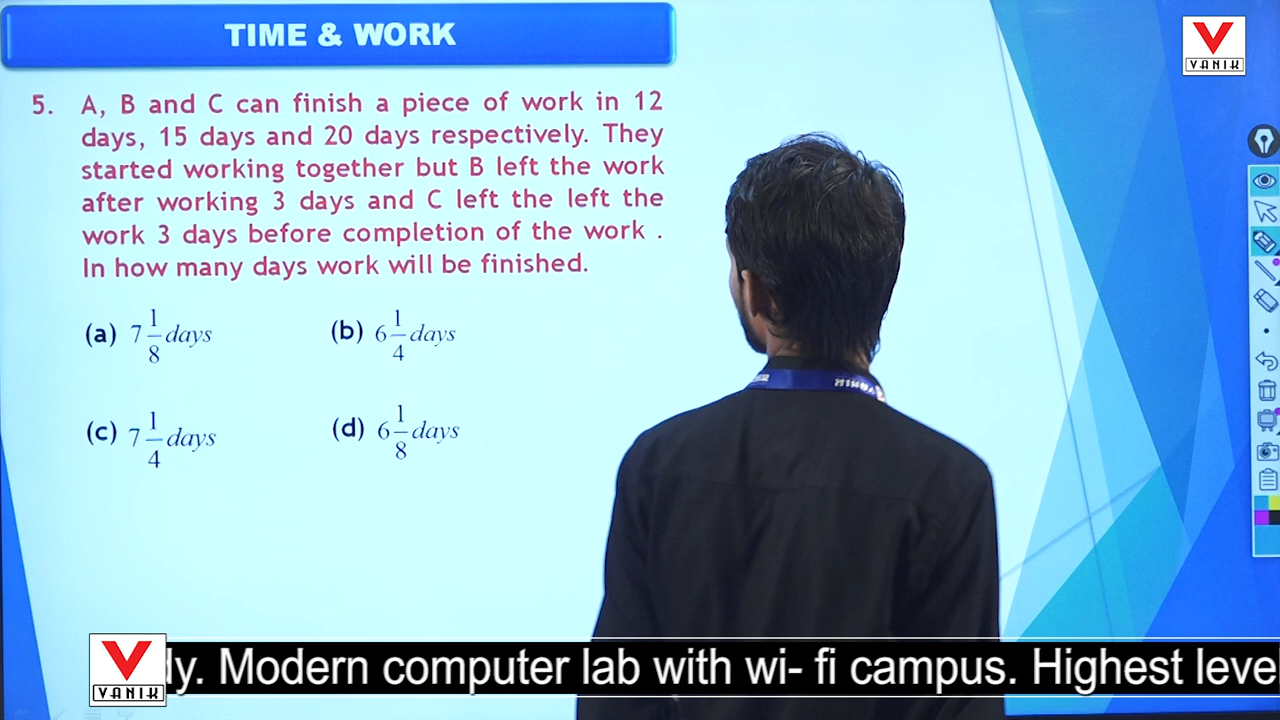 TIME & WORK
VANIK
5. A, B and C can finish a piece of work in 12
days, 15 days and 20 days respectively. They
started working together but B left the work
after working 3 days and C left the left the
work 3 days before completion of the work .
In how many days work will be finished.
(a) 7 1/8 days (b) 6 1/4 days
(c) 7 1/4 days (d) 6 1/8 days
VANIK
dy. Modern computer lab with wi- fi campus. Highest level